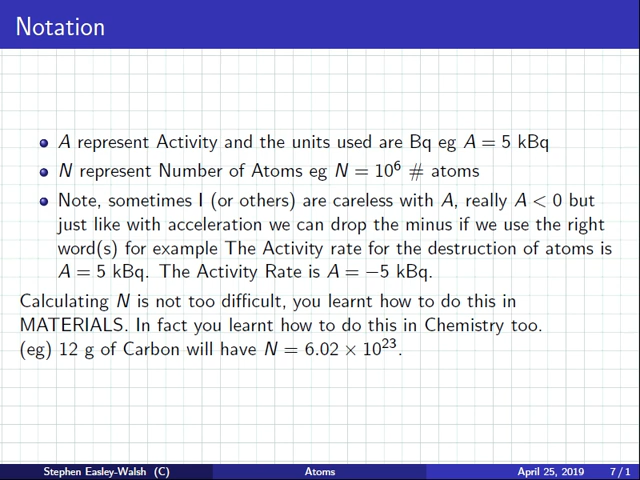 Notation
A represent Activity and the units used are Bq eg A = 5 kBq
N represent Number of Atoms eg N = 10⁶ # atoms
Note, sometimes I (or others) are careless with A, really A < 0 but
just like with acceleration we can drop the minus if we use the right
word(s) for example The Activity rate for the destruction of atoms is
A = 5 kBq. The Activity Rate is A = −5 kBq.
Calculating N is not too difficult, you learnt how to do this in
MATERIALS. In fact you learnt how to do this in Chemistry too.
(eg) 12 g of Carbon will have N = 6.02 × 10²³.
Stephen Easley-Walsh (C) Atoms April 25, 2019 7 / 1